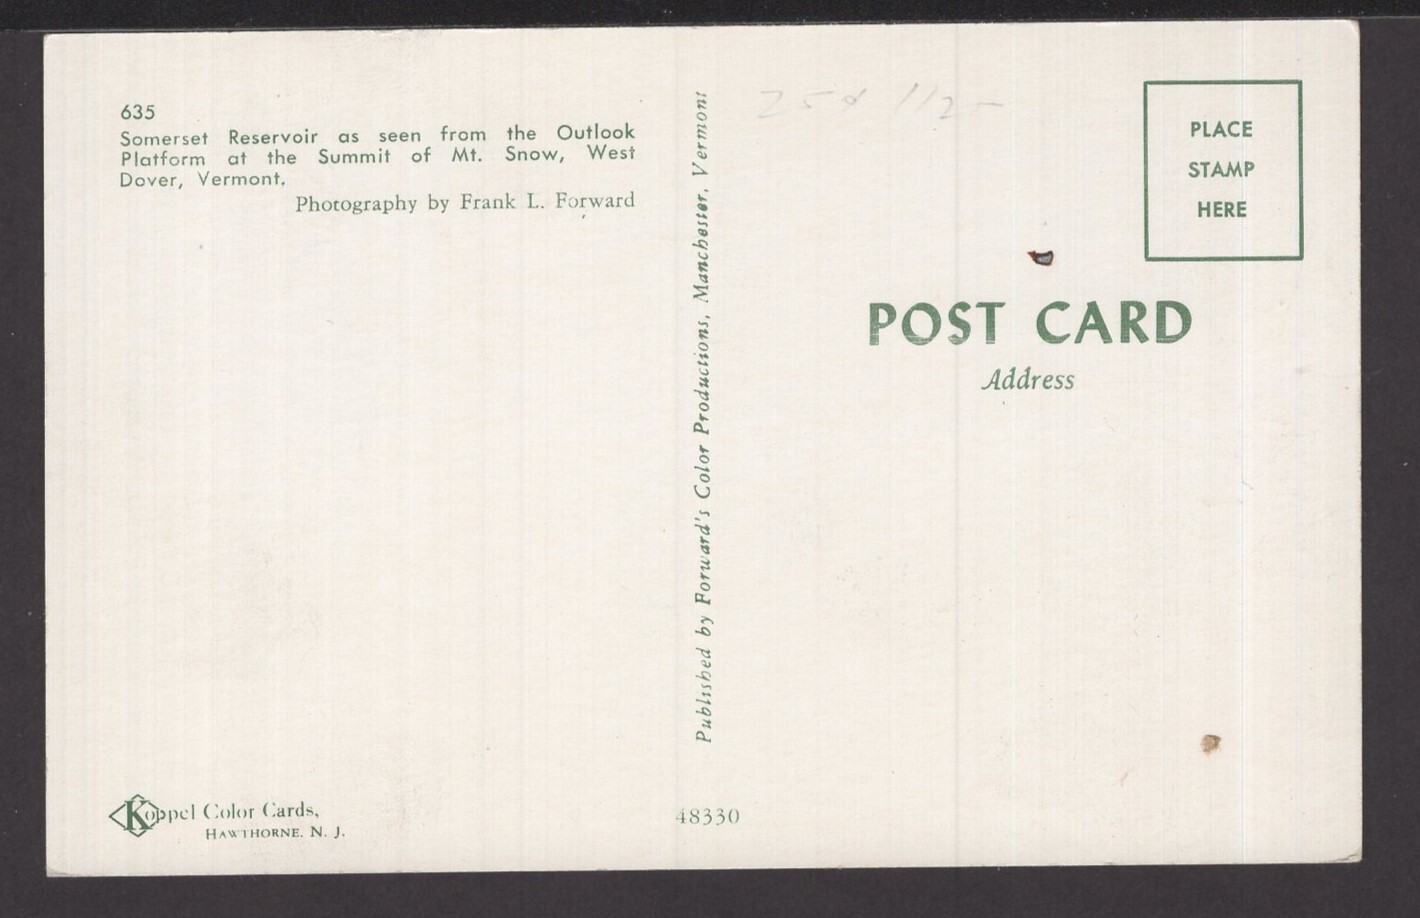 635
Somerset Reservoir as seen from the Outlook
Platform at the Summit of Mt. Snow, West
Dover, Vermont.
Photography by Frank L. Forward
Published by Forward's Color Productions, Manchester, Vermont
PLACE
STAMP
HERE
POST CARD
Address
Koppel Color Cards,
HAWTHORNE. N. J.
48330